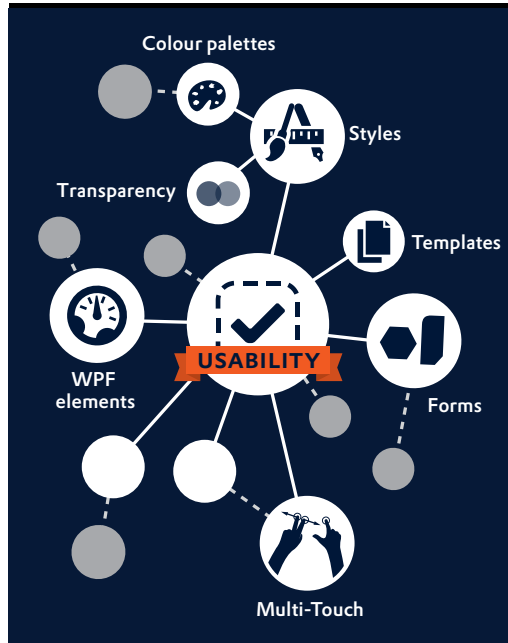 Colour palettes
Styles
Transparency
Templates
USABILITY
WPF
elements
Forms
Multi-Touch